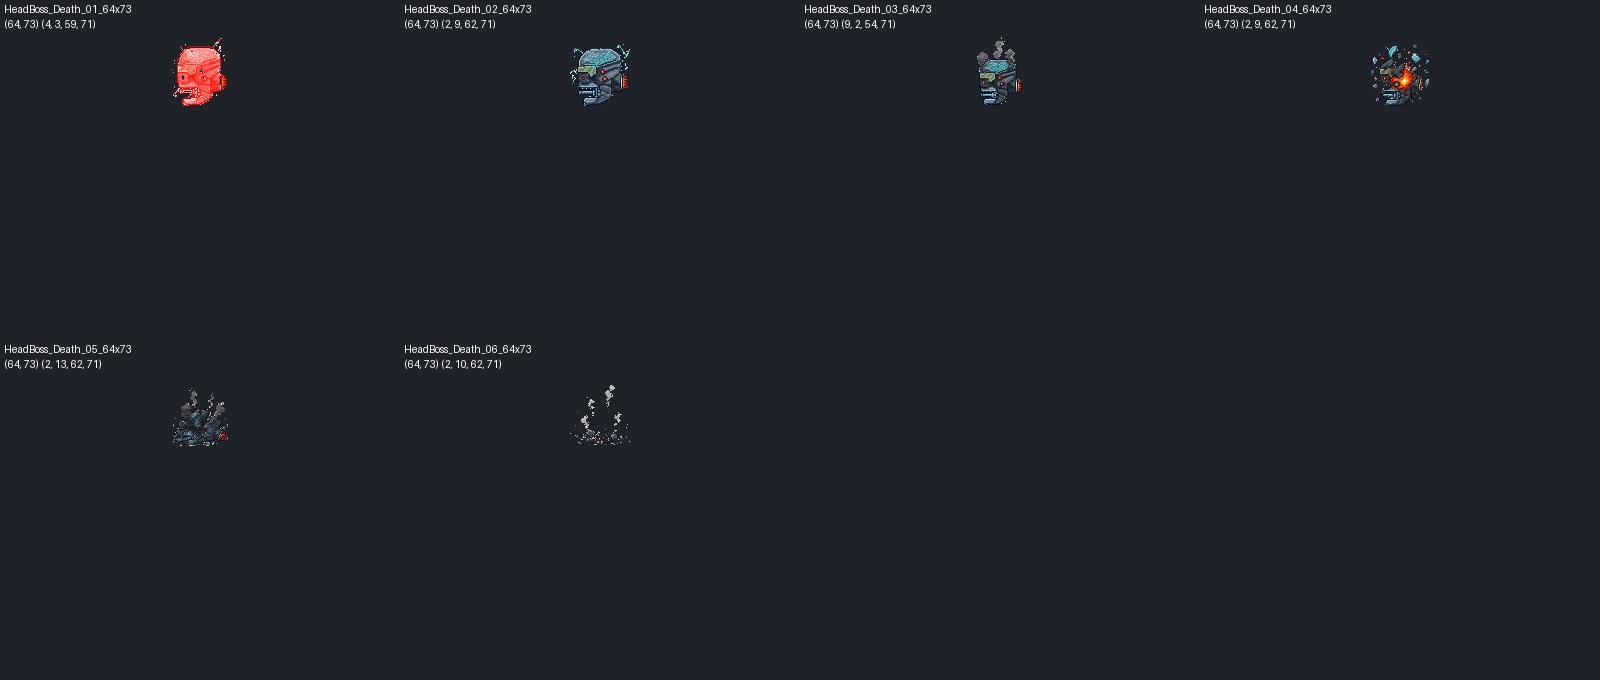 HeadBoss_Death_01_64x73
(64, 73) (4, 3, 59, 71)
HeadBoss_Death_02_64x73
(64, 73) (2, 9, 62, 71)
HeadBoss_Death_03_64x73
(64, 73) (9, 2, 54, 71)
HeadBoss_Death_04_64x73
(64, 73) (2, 9, 62, 71)
HeadBoss_Death_05_64x73
(64, 73) (2, 13, 62, 71)
HeadBoss_Death_06_64x73
(64, 73) (2, 10, 62, 71)